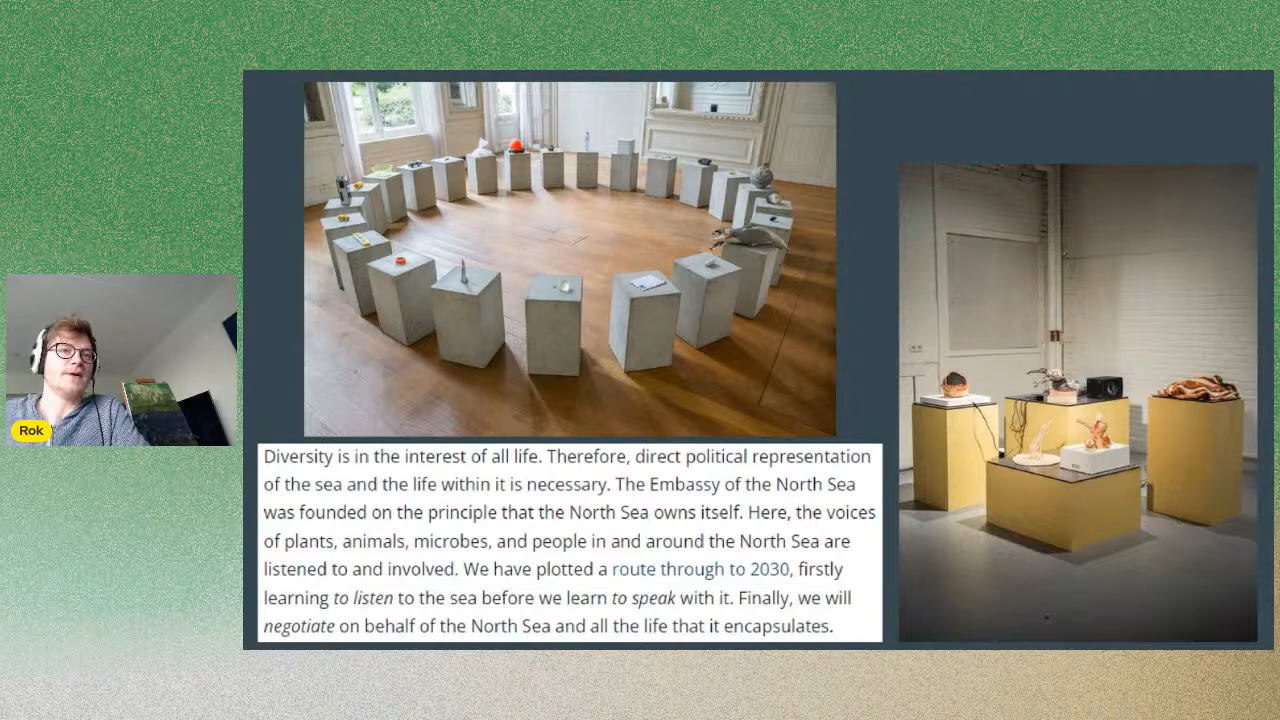 Rok
Diversity is in the interest of all life. Therefore, direct political representation
of the sea and the life within it is necessary. The Embassy of the North Sea
was founded on the principle that the North Sea owns itself. Here, the voices
of plants, animals, microbes, and people in and around the North Sea are
listened to and involved. We have plotted a route through to 2030, firstly
learning to listen to the sea before we learn to speak with it. Finally, we will
negotiate on behalf of the North Sea and all the life that it encapsulates.